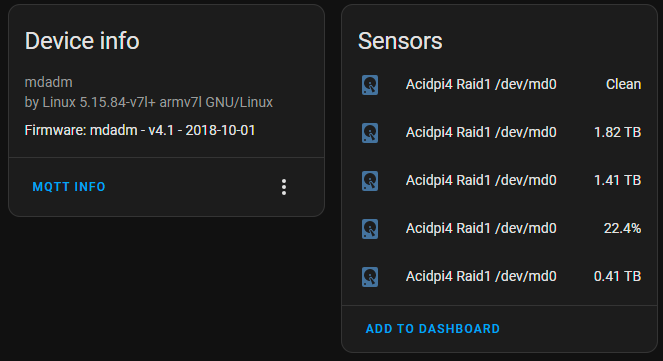 Device info
mdadm
by Linux 5.15.84-v7l+ armv7l GNU/Linux
Firmware: mdadm - v4.1 - 2018-10-01
MQTT INFO
Sensors
Acidpi4 Raid1 /dev/md0 Clean
Acidpi4 Raid1 /dev/md0 1.82 TB
Acidpi4 Raid1 /dev/md0 1.41 TB
Acidpi4 Raid1 /dev/md0 22.4%
Acidpi4 Raid1 /dev/md0 0.41 TB
ADD TO DASHBOARD